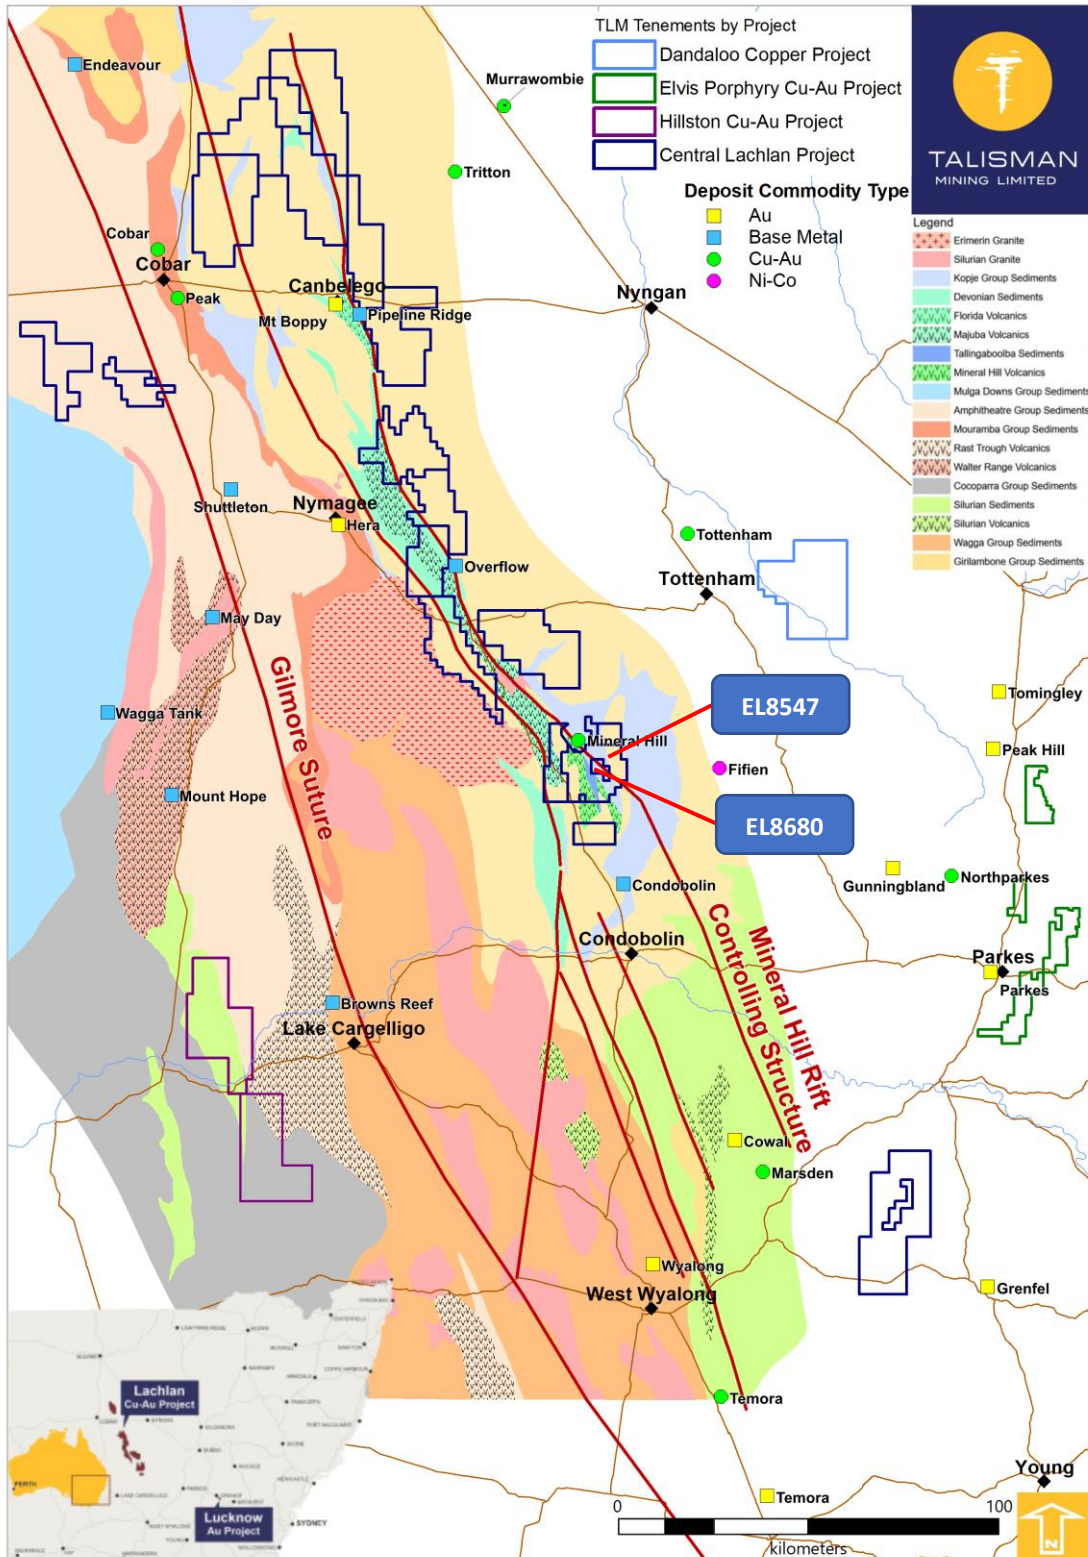 TLM Tenements by Project
Dandaloo Copper Project
Elvis Porphyry Cu-Au Project
Hillston Cu-Au Project
Central Lachlan Project
Deposit Commodity Type
Au
Base Metal
Cu-Au
Ni-Co
TALISMAN
MINING LIMITED
Legend
Erimerin Granite
Silurian Granite
Kopje Group Sediments
Devonian Sediments
Florida Volcanics
Majuba Volcanics
Tallingaboolba Sediments
Mineral Hill Volcanics
Mulga Downs Group Sediments
Amphitheatre Group Sediments
Mouramba Group Sediments
Rast Trough Volcanics
Walter Range Volcanics
Cocoparra Group Sediments
Silurian Sediments
Silurian Volcanics
Wagga Group Sediments
Girilambone Group Sediments
Endeavour
Murrawombie
Tritton
Cobar
Cobar
Peak
Canbelego
Mt Boppy
Pipeline Ridge
Nyngan
Shuttleton
Nymagee
Hera
Overflow
Tottenham
Tottenham
May Day
Gilmore Suture
Wagga Tank
Mount Hope
EL8547
Mineral Hill
Fifien
EL8680
Tomingley
Peak Hill
Gunningbland
Northparkes
Condobolin
Condobolin
Mineral Hill Rift
Controlling Structure
Parkes
Parkes
Browns Reef
Lake Cargelligo
Cowal
Marsden
Wyalong
West Wyalong
Grenfel
Temora
Temora
Young
Lachlan
Cu-Au Project
Lucknow
Au Project
PERTH
SYDNEY
0
100
kilometers
N